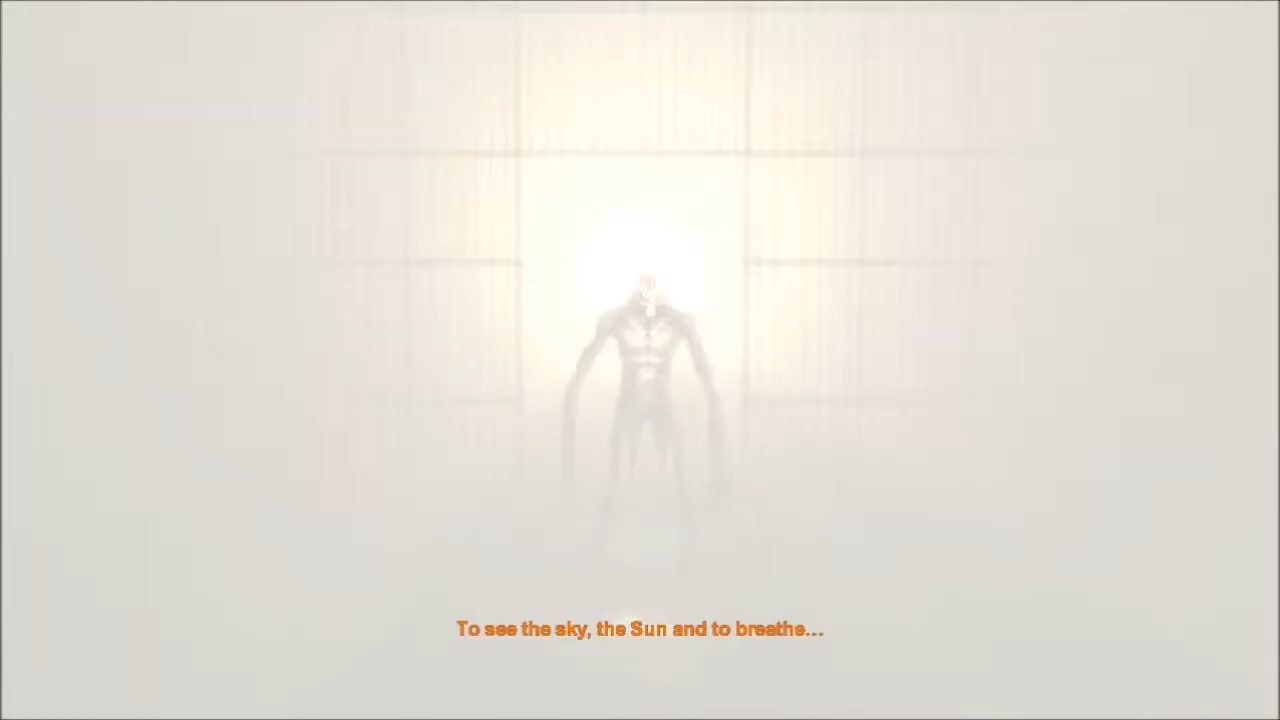 To see the sky, the Sun and to breathe...